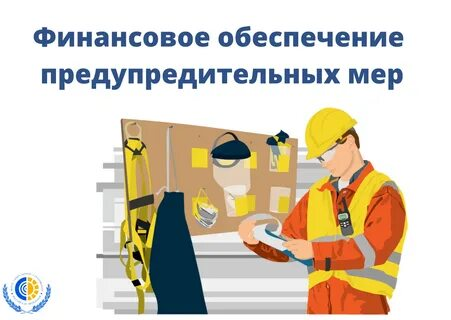 Финансовое обеспечение
предупредительных мер